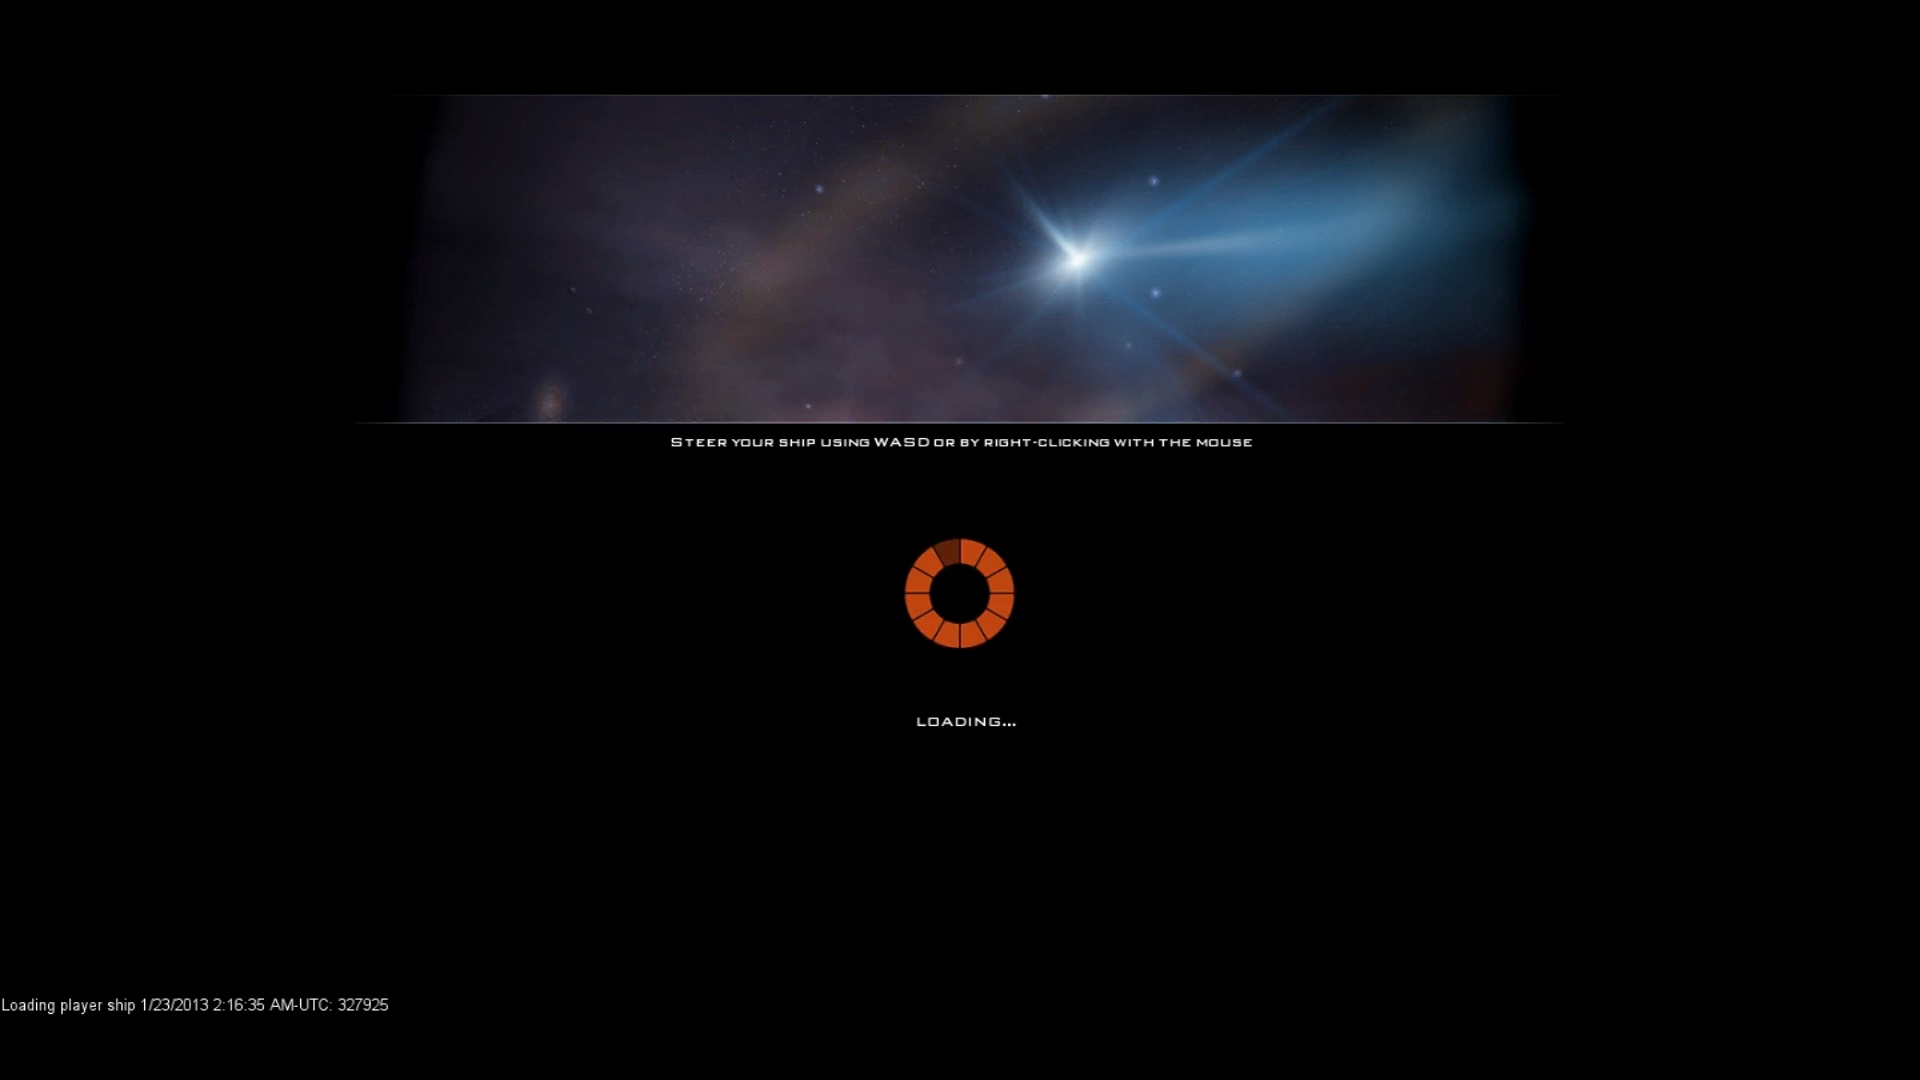 Steer your ship using WASD or by right-clicking with the mouse
LOADING...
Loading player ship 1/23/2013 2:16:35 AM-UTC: 327925